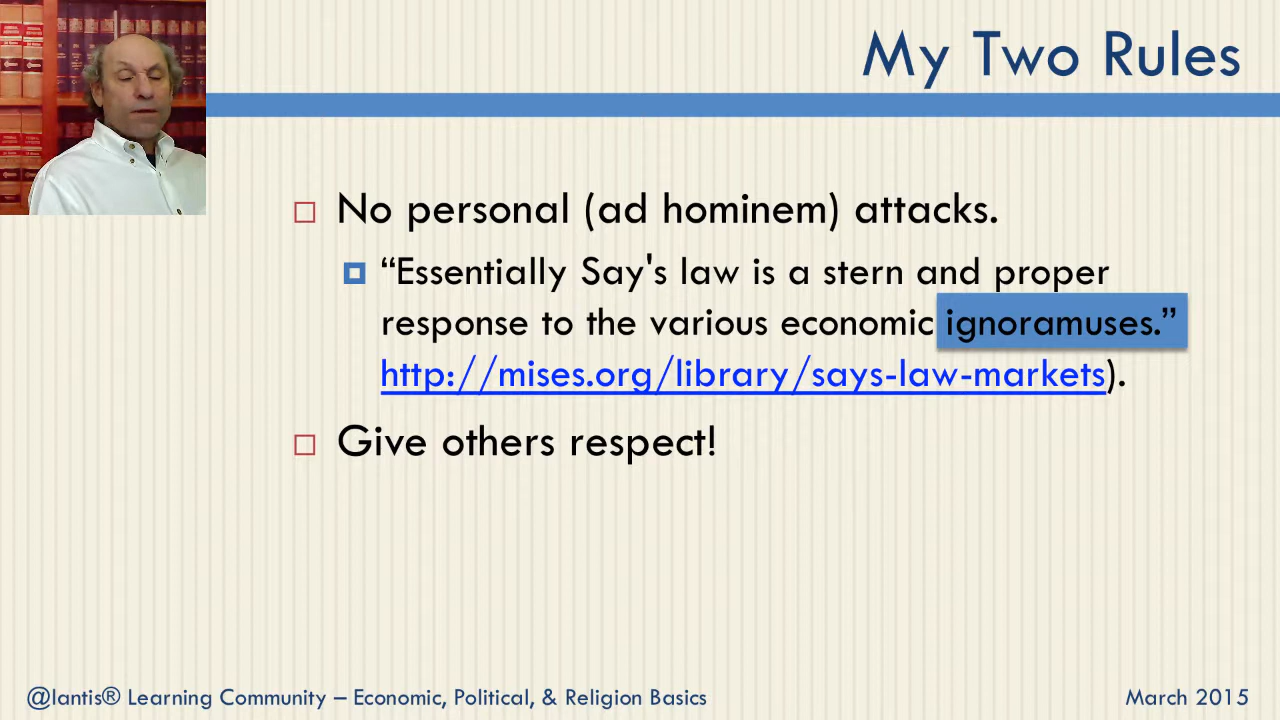 My Two Rules
No personal (ad hominem) attacks.
“Essentially Say's law is a stern and proper
response to the various economic ignoramuses.”
http://mises.org/library/says-law-markets).
Give others respect!
@lantis® Learning Community – Economic, Political, & Religion Basics
March 2015